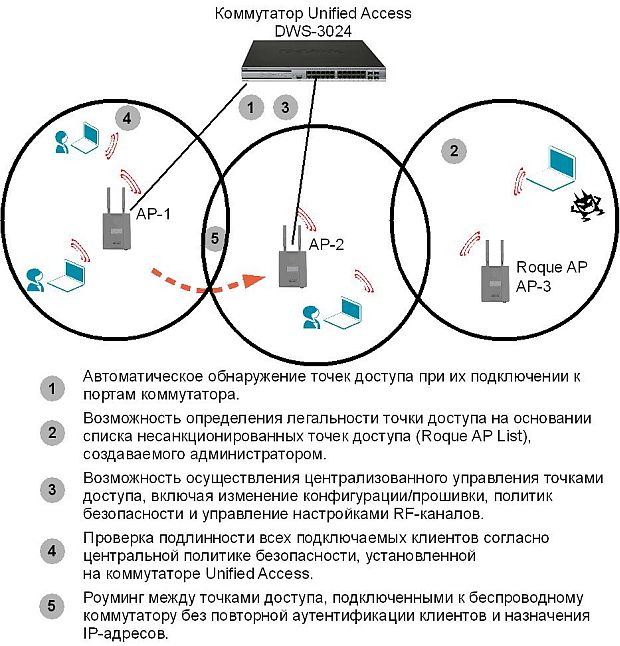 Коммутатор Unified Access
DWS-3024
1
3
4
2
AP-1
5
AP-2
Roque AP
AP-3
1 Автоматическое обнаружение точек доступа при их подключении к
портам коммутатора.
2 Возможность определения легальности точки доступа на основании
списка несанкционированных точек доступа (Roque AP List),
создаваемого администратором.
3 Возможность осуществления централизованного управления точками
доступа, включая изменение конфигурации/прошивки, политик
безопасности и управление настройками RF-каналов.
4 Проверка подлинности всех подключаемых клиентов согласно
центральной политике безопасности, установленной
на коммутаторе Unified Access.
5 Роуминг между точками доступа, подключенными к беспроводному
коммутатору без повторной аутентификации клиентов и назначения
IP-адресов.